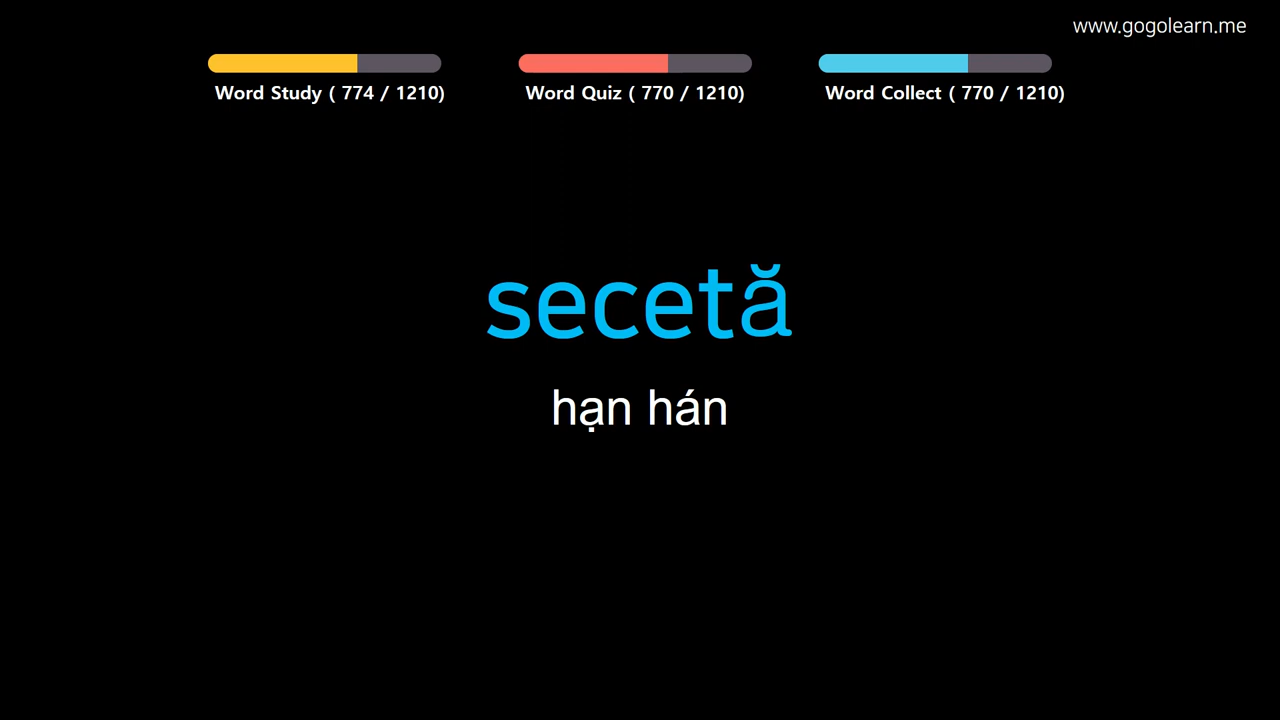 www.gogolearn.me
Word Study ( 774 / 1210)
Word Quiz ( 770 / 1210)
Word Collect ( 770 / 1210)
secetă
hạn hán